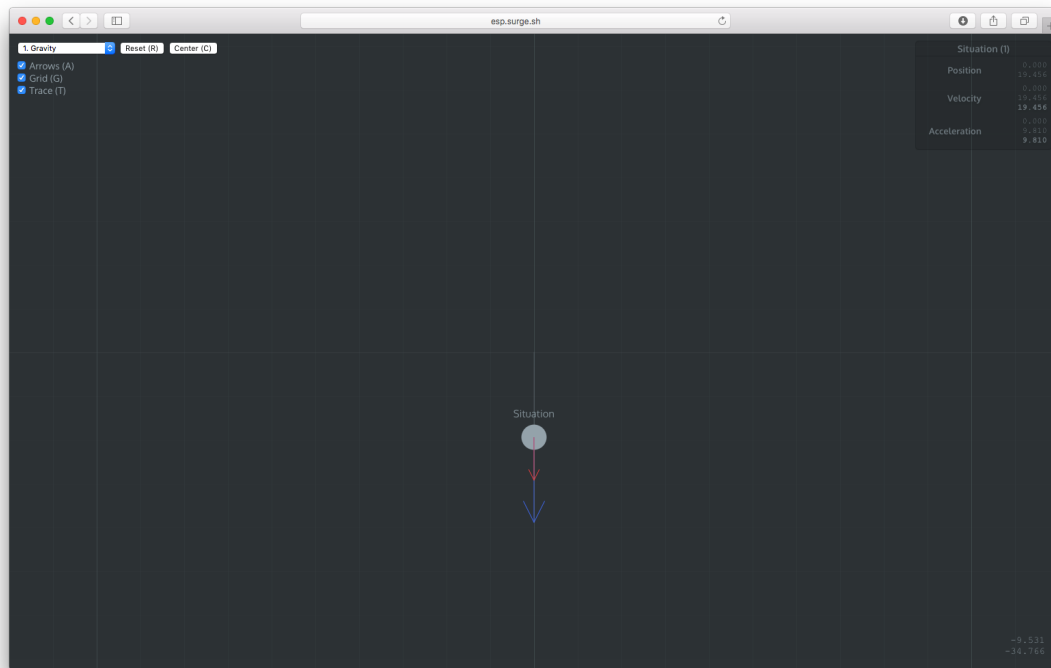 esp.surge.sh
1. Gravity
Reset (R)
Center (C)
Arrows (A)
Grid (G)
Trace (T)
Situation (1)
Position
0.000
19.456
Velocity
0.000
19.456
19.456
Acceleration
0.000
9.810
9.810
Situation
-9.531
-34.766